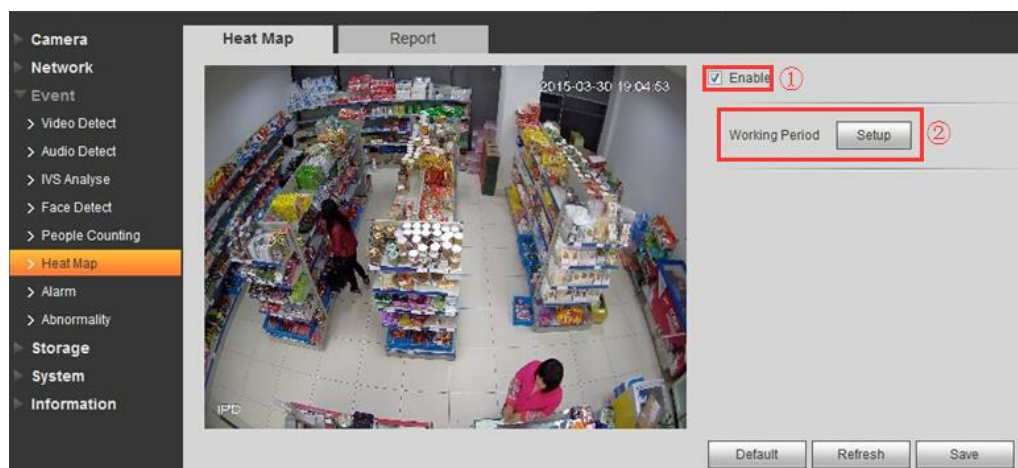 Camera
Network
Event
Video Detect
Audio Detect
IVS Analyse
Face Detect
People Counting
Heat Map
Alarm
Abnormality
Storage
System
Information
Heat Map Report
2015-03-30 19:04:53
IPD
Enable ①
Working Period Setup ②
Default Refresh Save